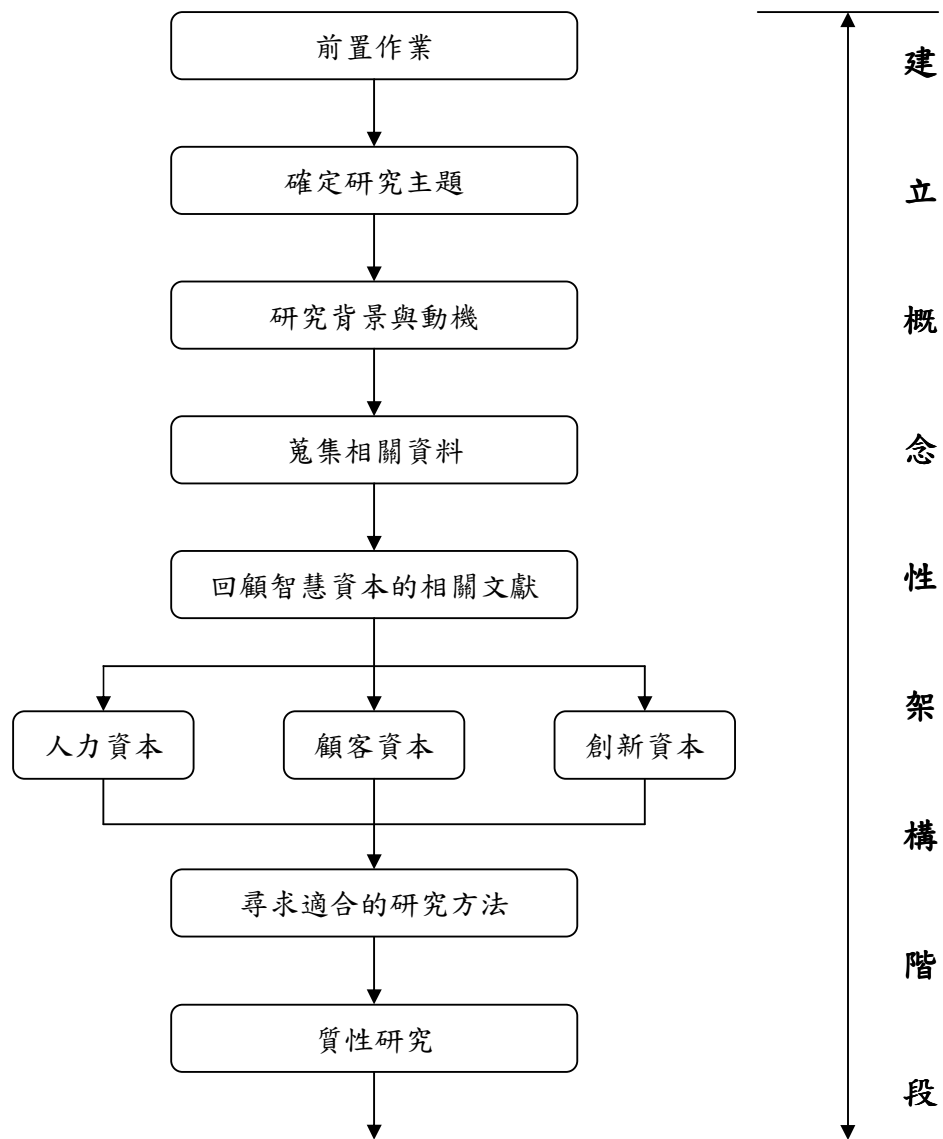 前置作業
確定研究主題
研究背景與動機
蒐集相關資料
回顧智慧資本的相關文獻
人力資本
顧客資本
創新資本
尋求適合的研究方法
質性研究
建
立
概
念
性
架
構
階
段